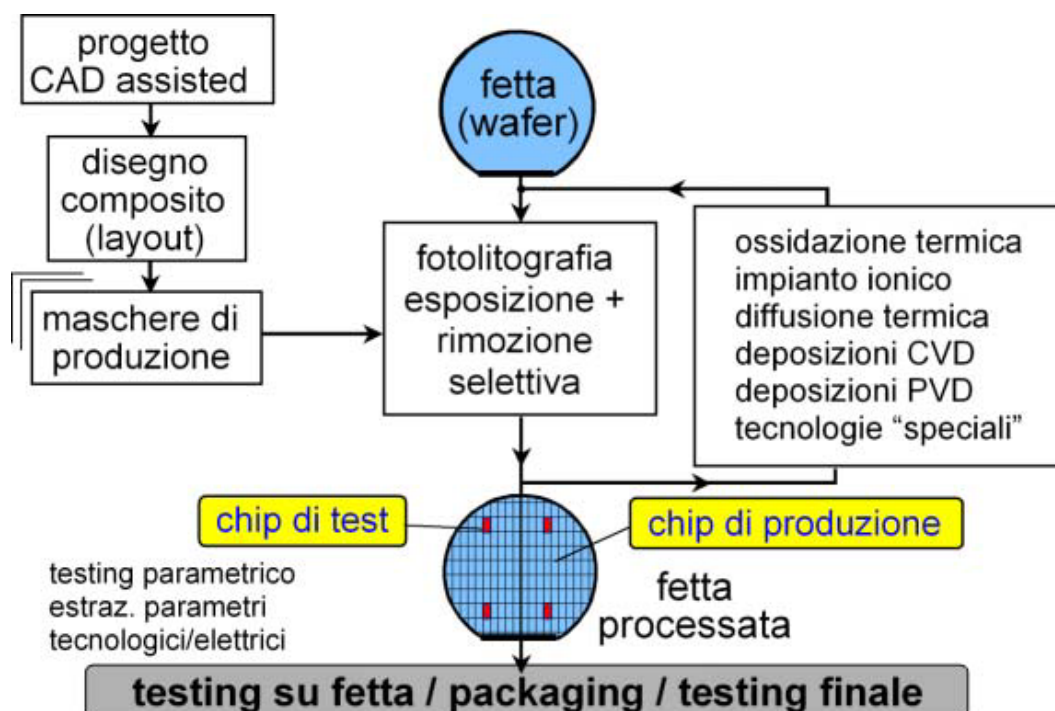 progetto
CAD assisted
disegno
composito
(layout)
maschere di
produzione
fetta
(wafer)
fotolitografia
esposizione +
rimozione
selettiva
ossidazione termica
impianto ionico
diffusione termica
deposizioni CVD
deposizioni PVD
tecnologie “speciali”
chip di test
chip di produzione
testing parametrico
estraz. parametri
tecnologici/elettrici
fetta
processata
testing su fetta / packaging / testing finale